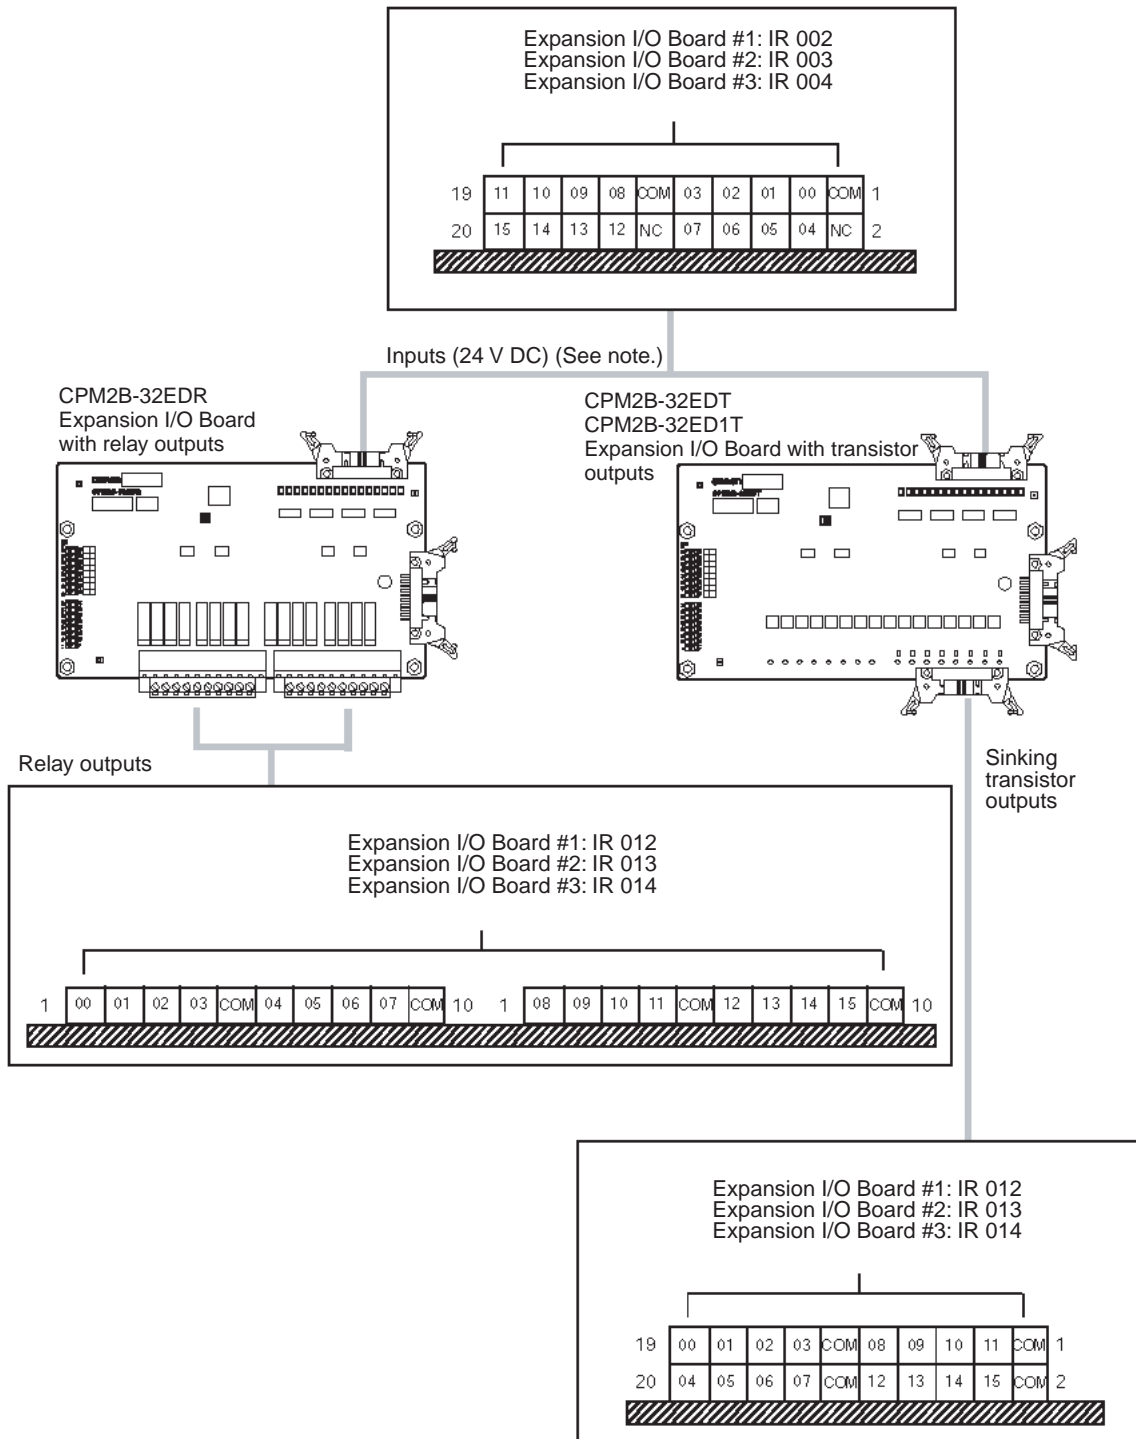 Expansion I/O Board #1: IR 002
Expansion I/O Board #2: IR 003
Expansion I/O Board #3: IR 004
19 11 10 09 08 COM 03 02 01 00 COM 1
20 15 14 13 12 NC 07 06 05 04 NC 2
Inputs (24 V DC) (See note.)
CPM2B-32EDR
Expansion I/O Board
with relay outputs
CPM2B-32EDT
CPM2B-32ED1T
Expansion I/O Board with transistor
outputs
Relay outputs
Sinking
transistor
outputs
Expansion I/O Board #1: IR 012
Expansion I/O Board #2: IR 013
Expansion I/O Board #3: IR 014
1 00 01 02 03 COM 04 05 06 07 COM 10 1 08 09 10 11 COM 12 13 14 15 COM 10
Expansion I/O Board #1: IR 012
Expansion I/O Board #2: IR 013
Expansion I/O Board #3: IR 014
19 00 01 02 03 COM 08 09 10 11 COM 1
20 04 05 06 07 COM 12 13 14 15 COM 2